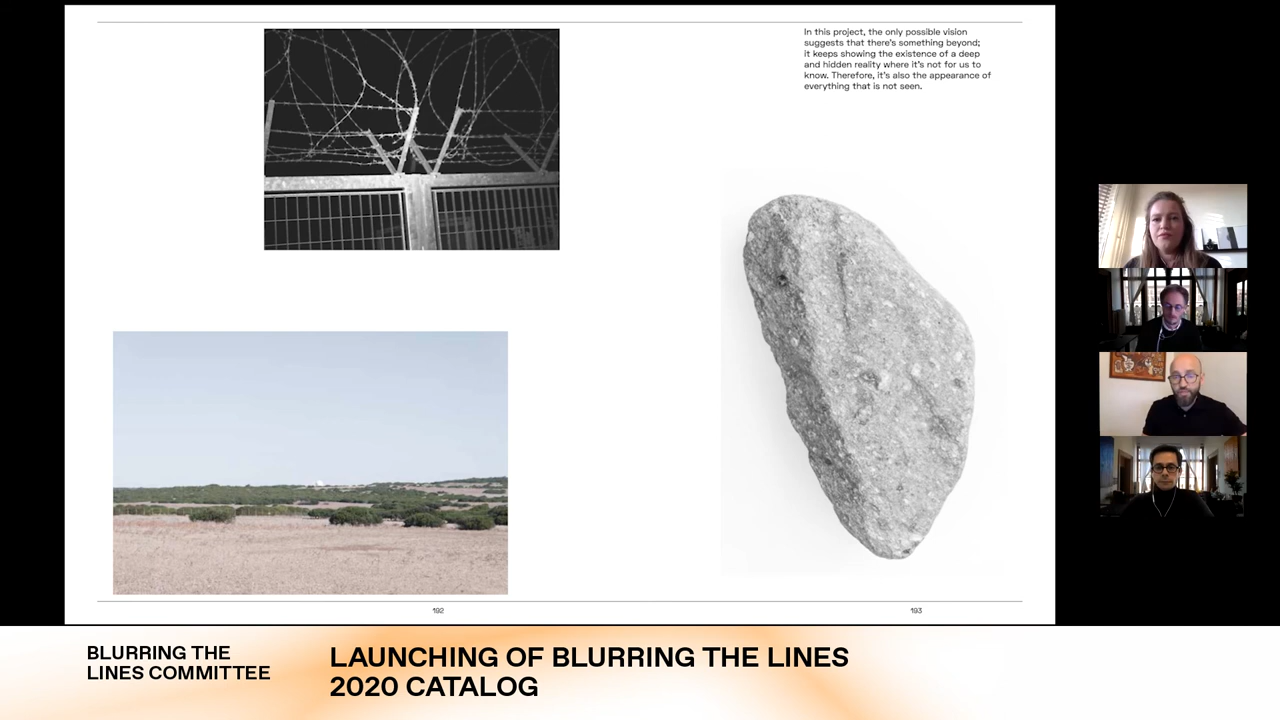 In this project, the only possible vision
suggests that there's something beyond;
it keeps showing the existence of a deep
and hidden reality where it's not for us to
know. Therefore, it's also the appearance of
everything that is not seen.
192
193
BLURRING THE
LINES COMMITTEE
LAUNCHING OF BLURRING THE LINES
2020 CATALOG